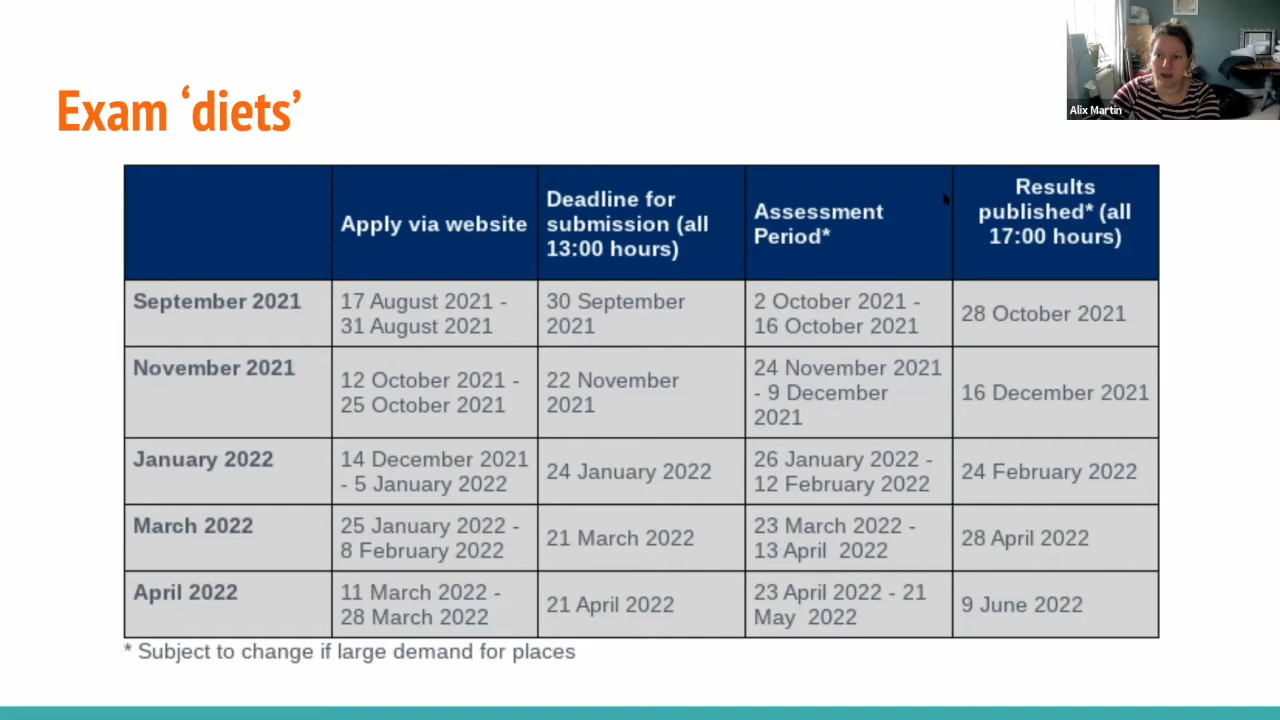 Alix Martin
Exam ‘diets’
Apply via website
Deadline for
submission (all
13:00 hours)
Assessment
Period*
Results
published* (all
17:00 hours)
September 2021
17 August 2021 -
31 August 2021
30 September
2021
2 October 2021 -
16 October 2021
28 October 2021
November 2021
12 October 2021 -
25 October 2021
22 November
2021
24 November 2021
- 9 December
2021
16 December 2021
January 2022
14 December 2021
- 5 January 2022
24 January 2022
26 January 2022 -
12 February 2022
24 February 2022
March 2022
25 January 2022 -
8 February 2022
21 March 2022
23 March 2022 -
13 April  2022
28 April 2022
April 2022
11 March 2022 -
28 March 2022
21 April 2022
23 April 2022 - 21
May  2022
9 June 2022
* Subject to change if large demand for places